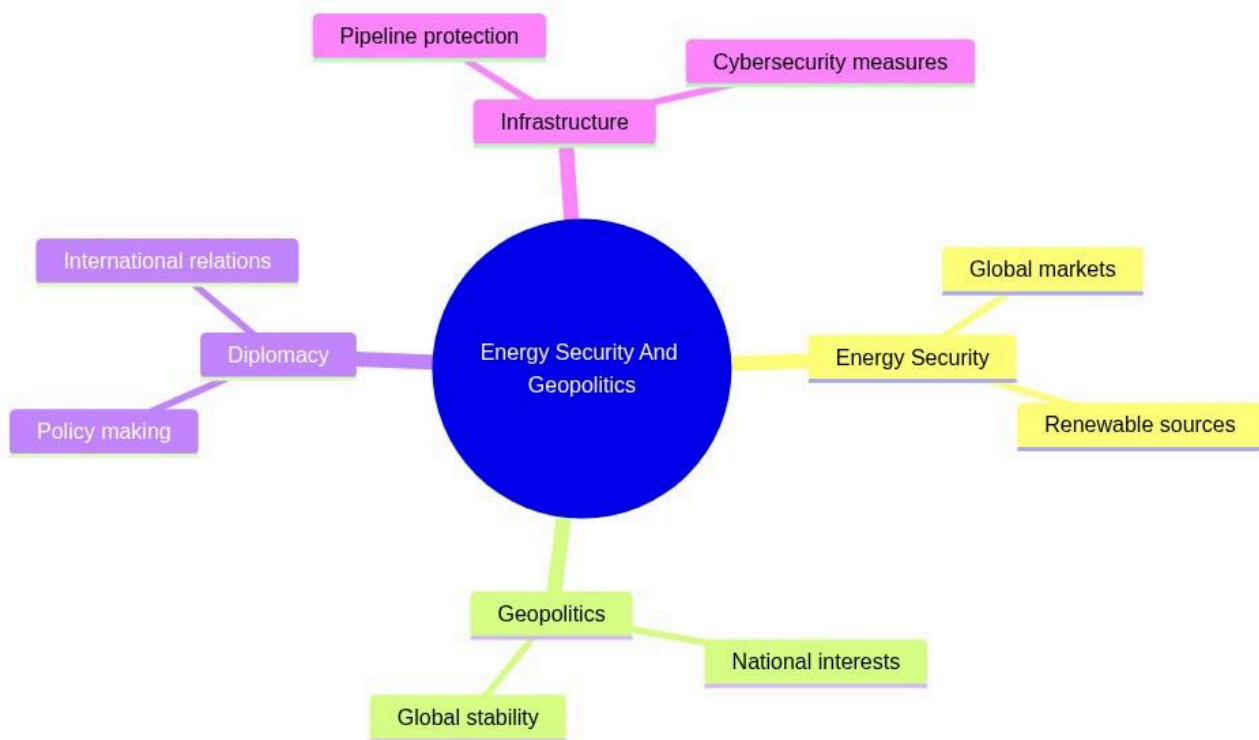 Pipeline protection
Cybersecurity measures
Infrastructure
International relations
Global markets
Diplomacy
Energy Security And
Geopolitics
Energy Security
Policy making
Renewable sources
Geopolitics
National interests
Global stability